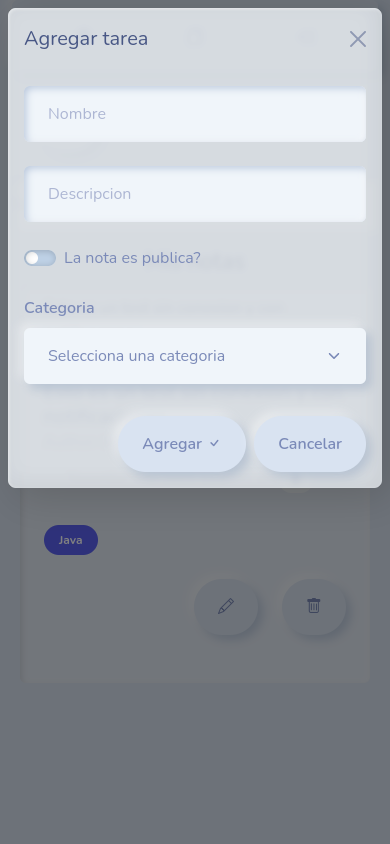 Agregar tarea
Nombre
Descripcion
La nota es publica?
Categoria
Selecciona una categoria
Agregar
Cancelar
Java